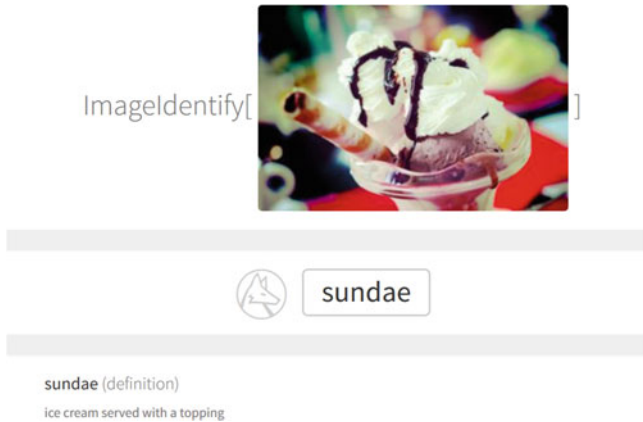 ImageIdentify[ ]
sundae
sundae (definition)
ice cream served with a topping